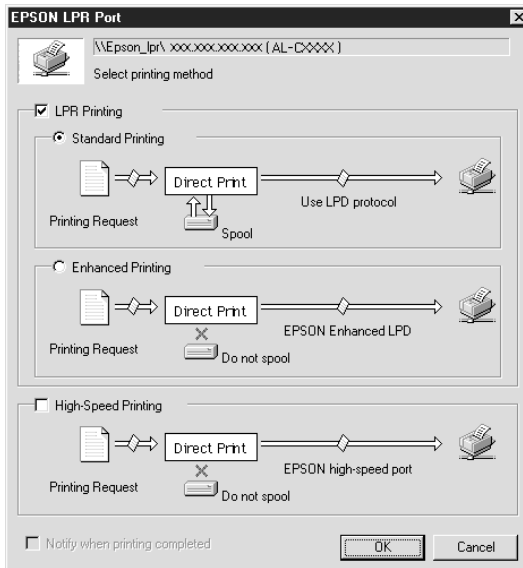 EPSON LPR Port
\\Epson_lpr\ xxx.xxx.xxx.xxx ( AL-CXXXX )
Select printing method
LPR Printing
Standard Printing
Direct Print
Use LPD protocol
Printing Request
Spool
Enhanced Printing
Direct Print
EPSON Enhanced LPD
Printing Request
Do not spool
High-Speed Printing
Direct Print
EPSON high-speed port
Printing Request
Do not spool
Notify when printing completed
OK
Cancel